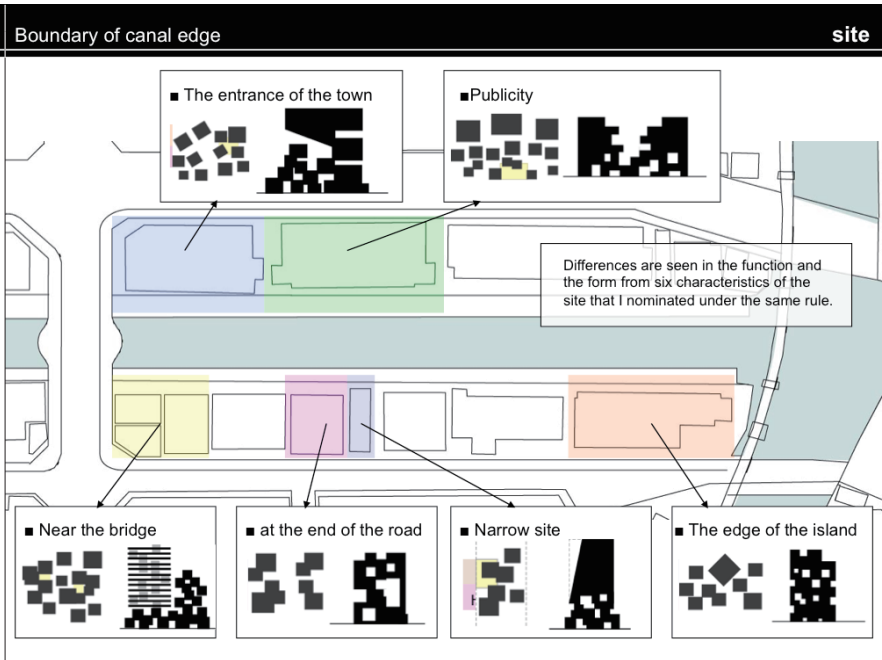 Boundary of canal edge
site
■ The entrance of the town
■Publicity
Differences are seen in the function and
the form from six characteristics of the
site that I nominated under the same rule.
■ Near the bridge
■ at the end of the road
■ Narrow site
■ The edge of the island